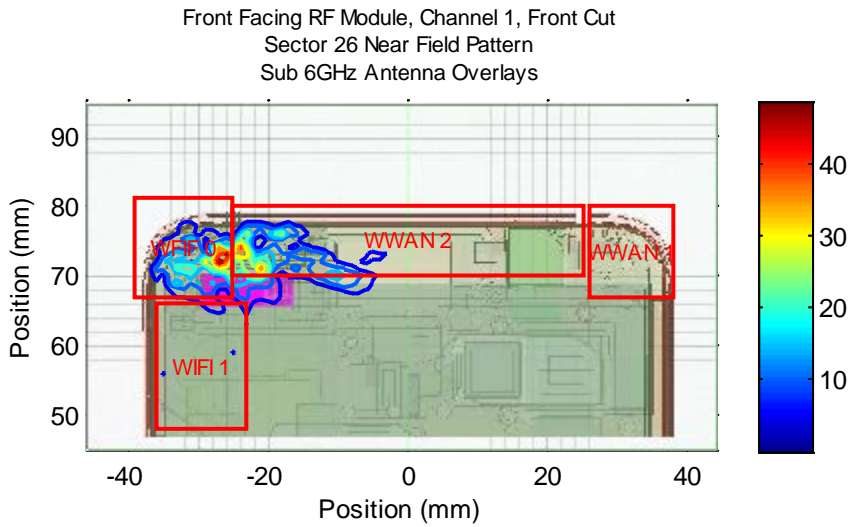 Front Facing RF Module, Channel 1, Front Cut
Sector 26 Near Field Pattern
Sub 6GHz Antenna Overlays
90
80
70
60
50
Position (mm)
WWAN 2
WWAN 1
WIFI 1
-40
-20
0
20
40
Position (mm)
40
30
20
10